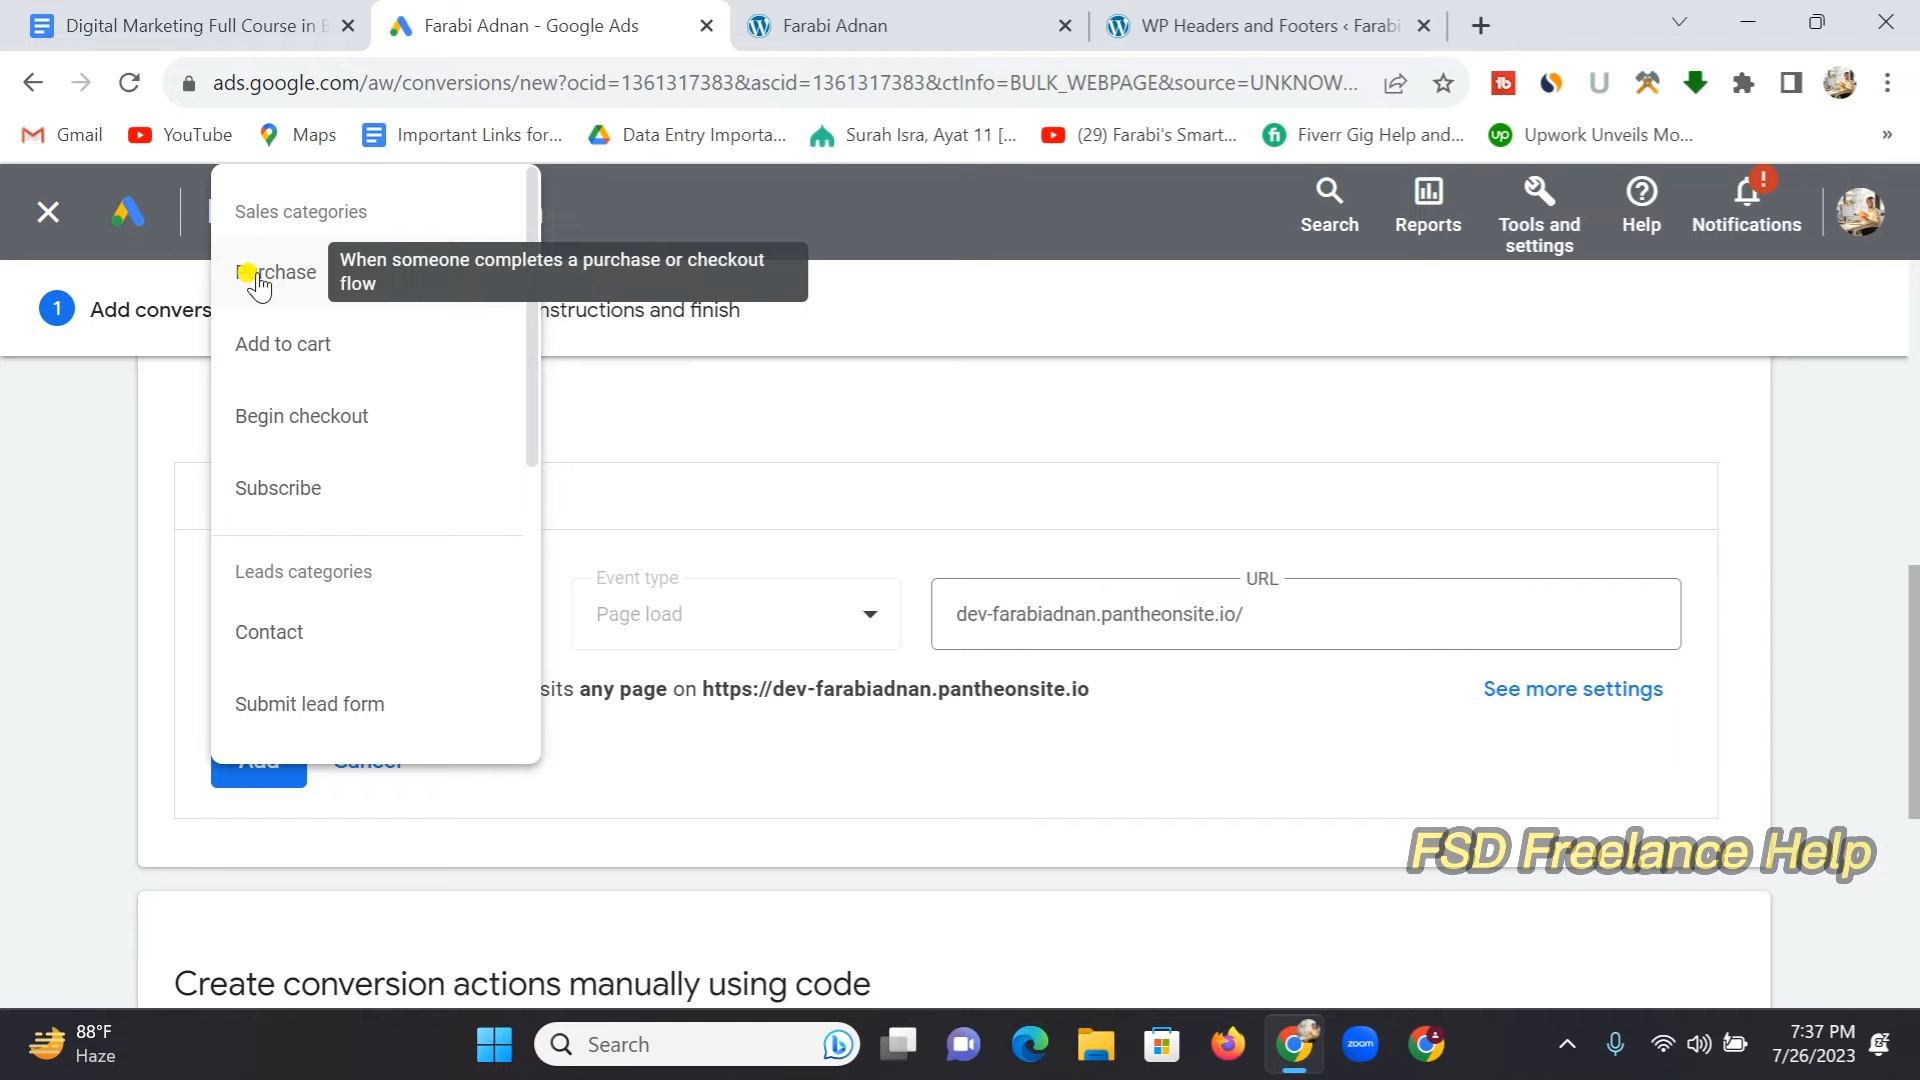 Digital Marketing Full Course in
Farabi Adnan - Google Ads
Farabi Adnan
WP Headers and Footers ‹ Farabi
ads.google.com/aw/conversions/new?ocid=1361317383&ascid=1361317383&ctInfo=BULK_WEBPAGE&source=UNKNOW...
Gmail
YouTube
Maps
Important Links for...
Data Entry Importa...
Surah Isra, Ayat 11 [...
(29) Farabi's Smart...
Fiverr Gig Help and...
Upwork Unveils Mo...
»
Sales categories
Search
Reports
Tools and
settings
Help
Notifications
Purchase
When someone completes a purchase or checkout
flow
1 Add convers
nstructions and finish
Add to cart
Begin checkout
Subscribe
Leads categories
Contact
Submit lead form
Event type
Page load
URL
dev-farabiadnan.pantheonsite.io/
sits any page on https://dev-farabiadnan.pantheonsite.io
See more settings
Add
Cancel
FSD Freelance Help
Create conversion actions manually using code
88°F
Haze
Search
zoom
7:37 PM
7/26/2023